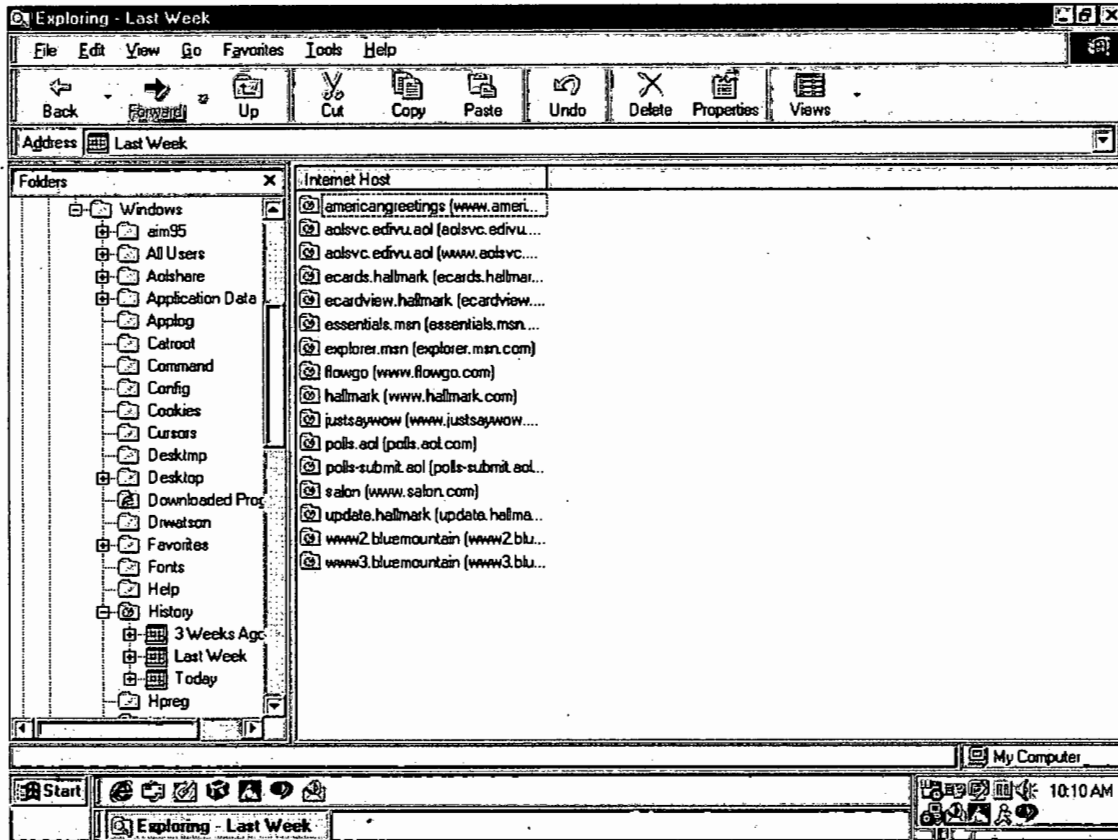 Exploring - Last Week
File Edit View Go Favorites Tools Help
Back Forward Up Cut Copy Paste Undo Delete Properties Views
Address Last Week
Folders
Windows
aim95
All Users
Aolshare
Application Data
Applog
Catroot
Command
Config
Cookies
Cursors
Desktmp
Desktop
Downloaded Prog
Drwatson
Favorites
Fonts
Help
History
3 Weeks Ago
Last Week
Today
Hpreg
Internet Host
americangreetings (www.ameri...
aolsvc.edivu.aol (aolsvc.edivu....
aolsvc.edivu.aol (www.aolsvc....
ecards.hallmark (ecards.hallmar...
ecardview.hallmark (ecardview....
essentials.msn (essentials.msn....
explorer.msn (explorer.msn.com)
flowgo (www.flowgo.com)
hallmark (www.hallmark.com)
justsaywow (www.justsaywow....
polls.aol (polls.aol.com)
polls-submit.aol (polls-submit.aol...
salon (www.salon.com)
update.hallmark (update.hallma...
www2.bluemountain (www2.blu...
www3.bluemountain (www3.blu...
My Computer
Start
10:10 AM
Exploring - Last Week